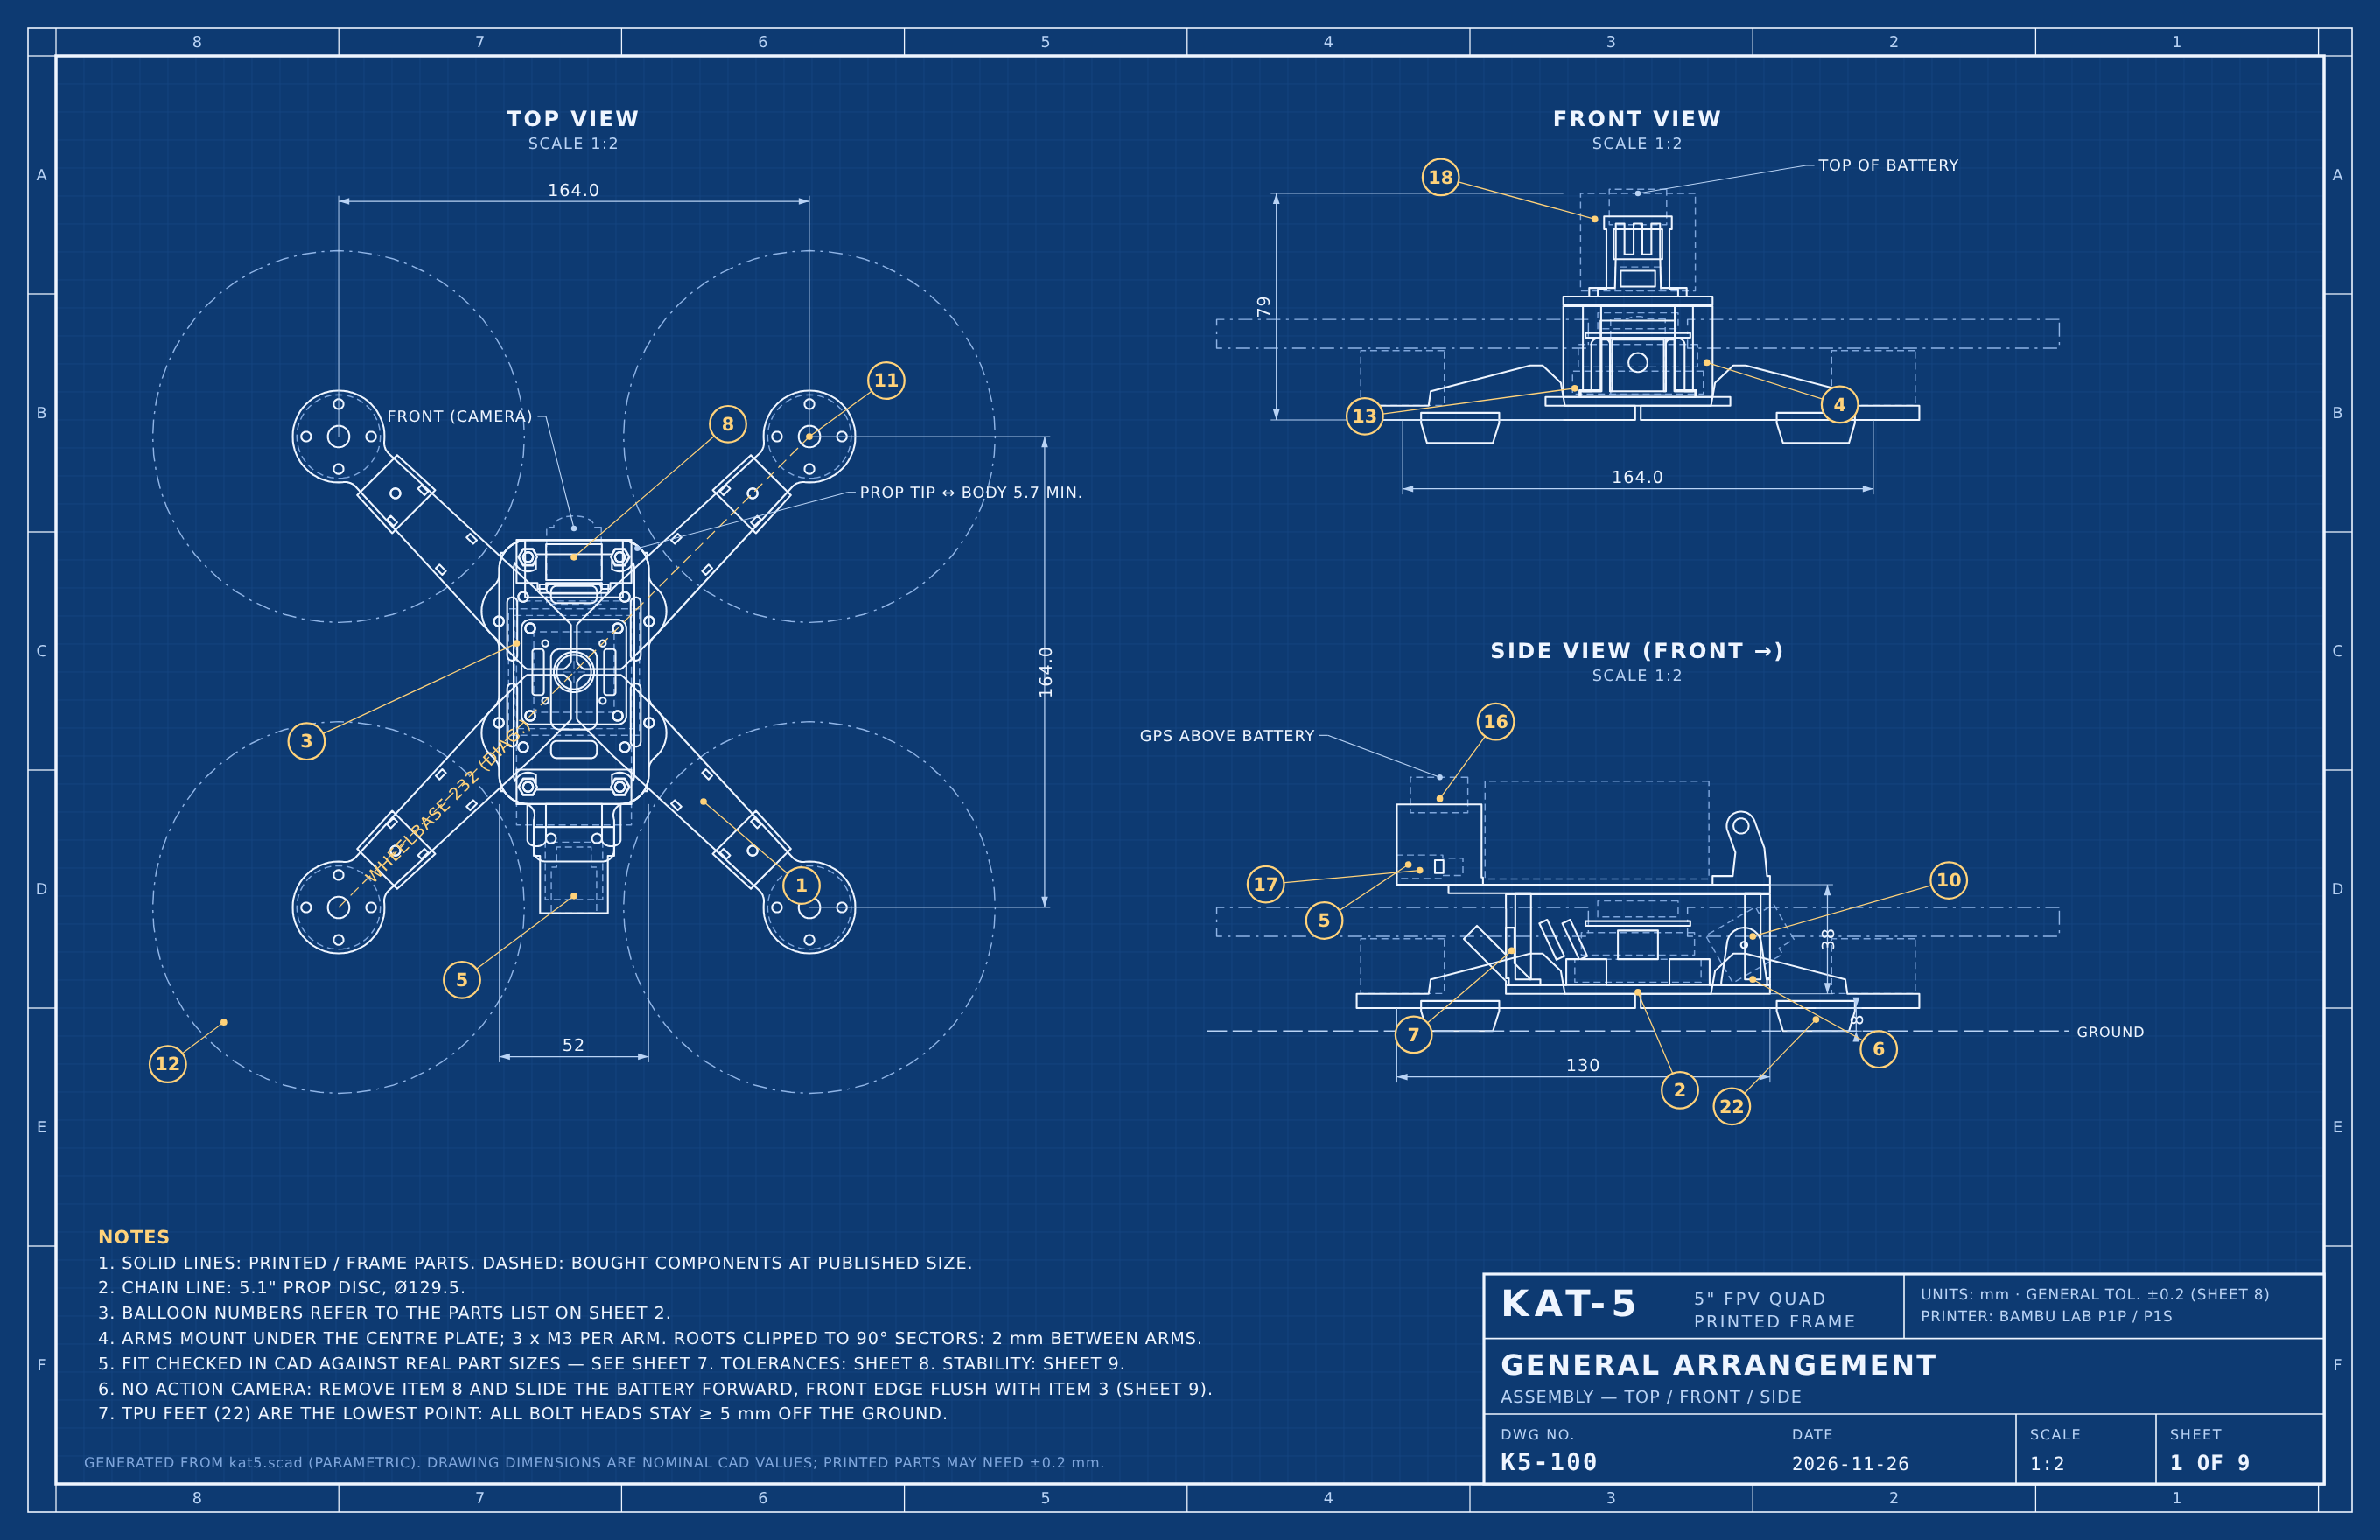 8 7 6 5 4 3 2 1
A
B
C
D
E
F
A
B
C
D
E
F
TOP VIEW
SCALE 1:2
164.0
11
8
FRONT (CAMERA)
PROP TIP ↔ BODY 5.7 MIN.
164.0
3
WHEELBASE 232 (DIAG.)
1
5
12
52
FRONT VIEW
SCALE 1:2
18
TOP OF BATTERY
79
13
4
164.0
SIDE VIEW (FRONT →)
SCALE 1:2
16
GPS ABOVE BATTERY
17
5
10
38
7
8
6
GROUND
130
2
22
NOTES
1. SOLID LINES: PRINTED / FRAME PARTS. DASHED: BOUGHT COMPONENTS AT PUBLISHED SIZE.
2. CHAIN LINE: 5.1" PROP DISC, Ø129.5.
3. BALLOON NUMBERS REFER TO THE PARTS LIST ON SHEET 2.
4. ARMS MOUNT UNDER THE CENTRE PLATE; 3 x M3 PER ARM. ROOTS CLIPPED TO 90° SECTORS: 2 mm BETWEEN ARMS.
5. FIT CHECKED IN CAD AGAINST REAL PART SIZES — SEE SHEET 7. TOLERANCES: SHEET 8. STABILITY: SHEET 9.
6. NO ACTION CAMERA: REMOVE ITEM 8 AND SLIDE THE BATTERY FORWARD, FRONT EDGE FLUSH WITH ITEM 3 (SHEET 9).
7. TPU FEET (22) ARE THE LOWEST POINT: ALL BOLT HEADS STAY ≥ 5 mm OFF THE GROUND.
GENERATED FROM kat5.scad (PARAMETRIC). DRAWING DIMENSIONS ARE NOMINAL CAD VALUES; PRINTED PARTS MAY NEED ±0.2 mm.
KAT-5
5" FPV QUAD
PRINTED FRAME
UNITS: mm · GENERAL TOL. ±0.2 (SHEET 8)
PRINTER: BAMBU LAB P1P / P1S
GENERAL ARRANGEMENT
ASSEMBLY — TOP / FRONT / SIDE
DWG NO.
K5-100
DATE
2026-11-26
SCALE
1:2
SHEET
1 OF 9
8 7 6 5 4 3 2 1